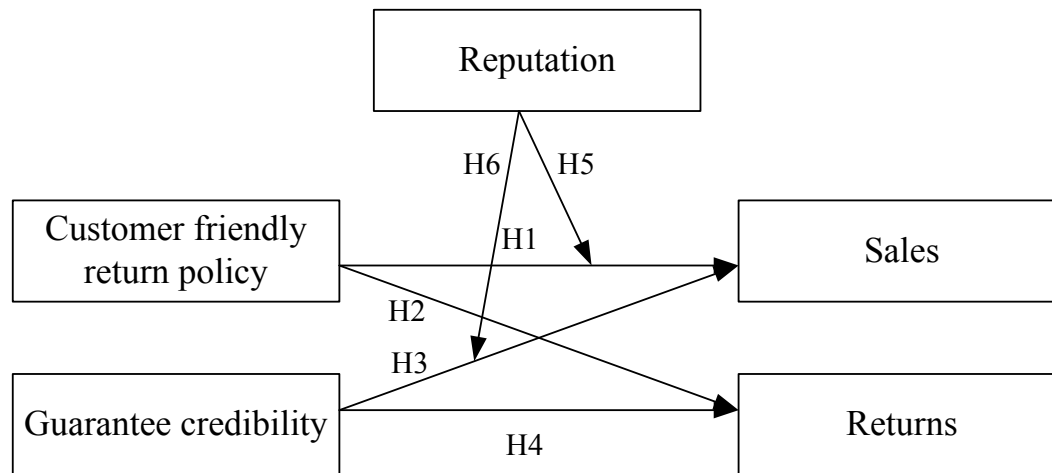 Reputation
H6
H5
Customer friendly
return policy
H1
Sales
H2
H3
Guarantee credibility
H4
Returns